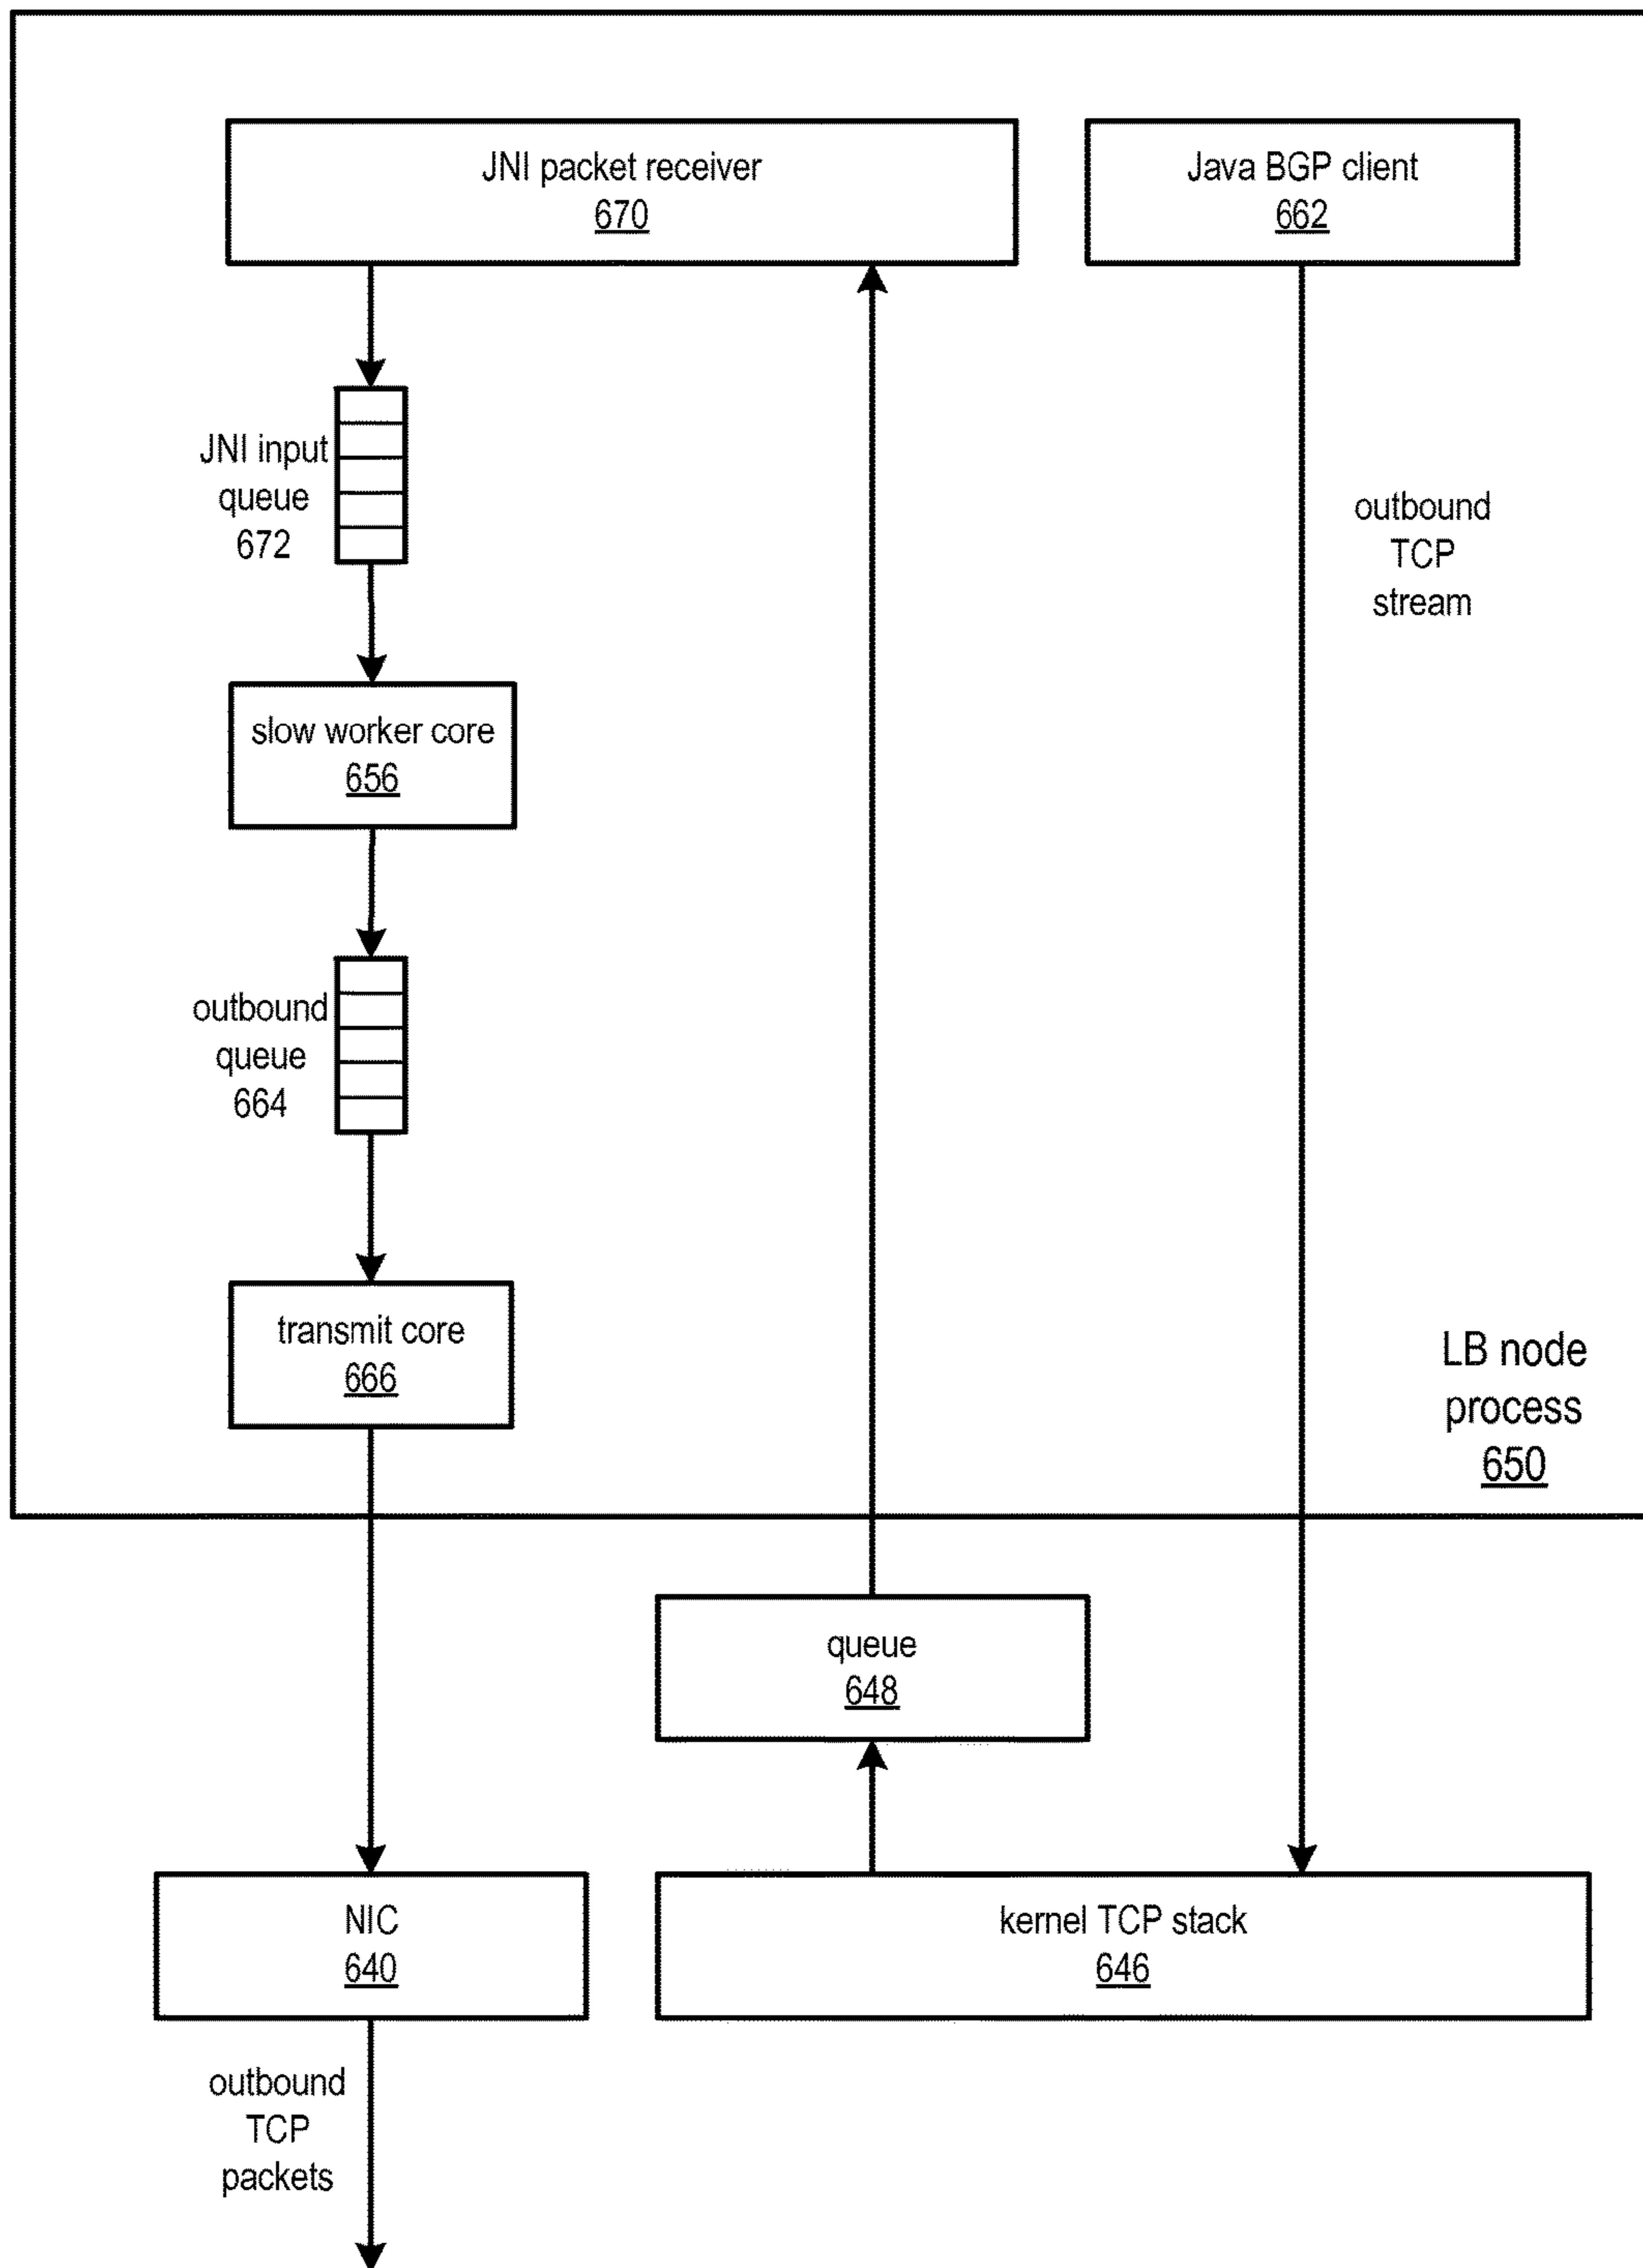 JNI packet receiver
670
Java BGP client
662
JNI input
queue
672
outbound
TCP
stream
slow worker core
656
outbound
queue
664
transmit core
666
LB node
process
650
queue
648
NIC
640
kernel TCP stack
646
outbound
TCP
packets